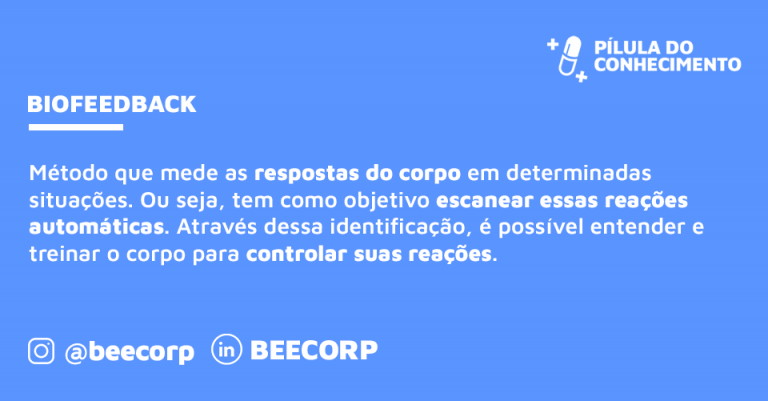 PÍLULA DO
CONHECIMENTO
BIOFEEDBACK
Método que mede as respostas do corpo em determinadas
situações. Ou seja, tem como objetivo escanear essas reações
automáticas. Através dessa identificação, é possível entender e
treinar o corpo para controlar suas reações.
@beecorp in BEECORP